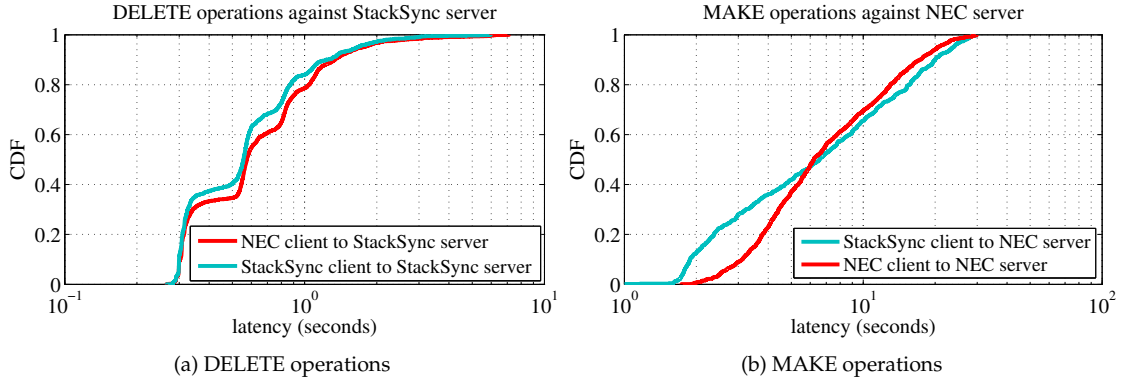 DELETE operations against StackSync server
1
0.8
0.6
0.4
0.2
0
CDF
10^-1
10^0
10^1
latency (seconds)
NEC client to StackSync server
StackSync client to StackSync server
(a) DELETE operations
MAKE operations against NEC server
1
0.8
0.6
0.4
0.2
0
CDF
10^0
10^1
10^2
latency (seconds)
StackSync client to NEC server
NEC client to NEC server
(b) MAKE operations